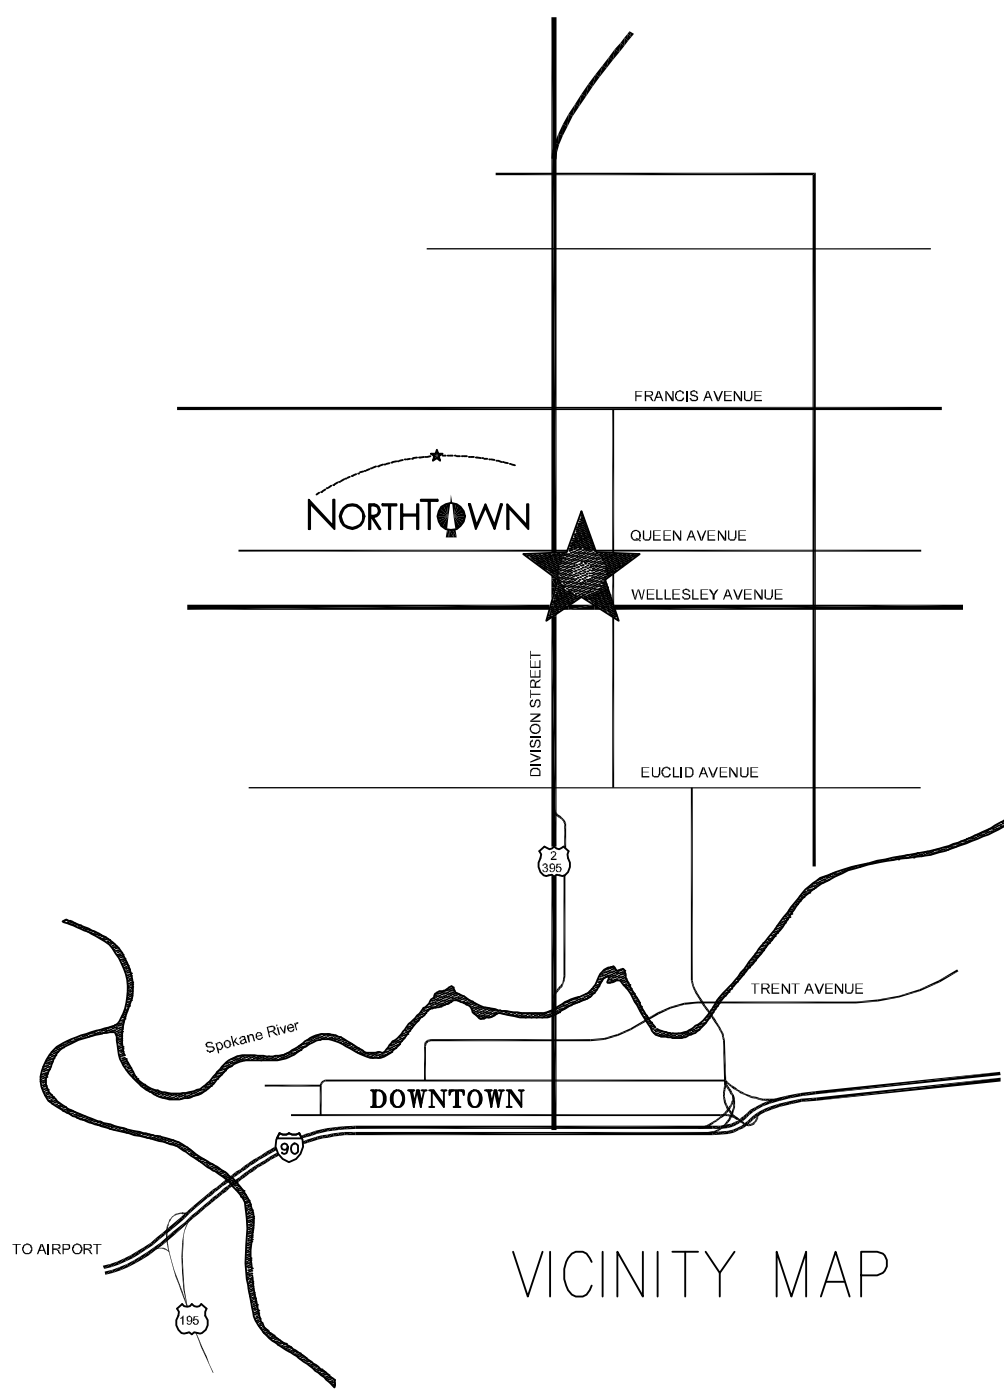 FRANCIS AVENUE
NORTHTOWN
QUEEN AVENUE
WELLESLEY AVENUE
DIVISION STREET
EUCLID AVENUE
2
395
TRENT AVENUE
Spokane River
DOWNTOWN
90
TO AIRPORT
VICINITY MAP
195